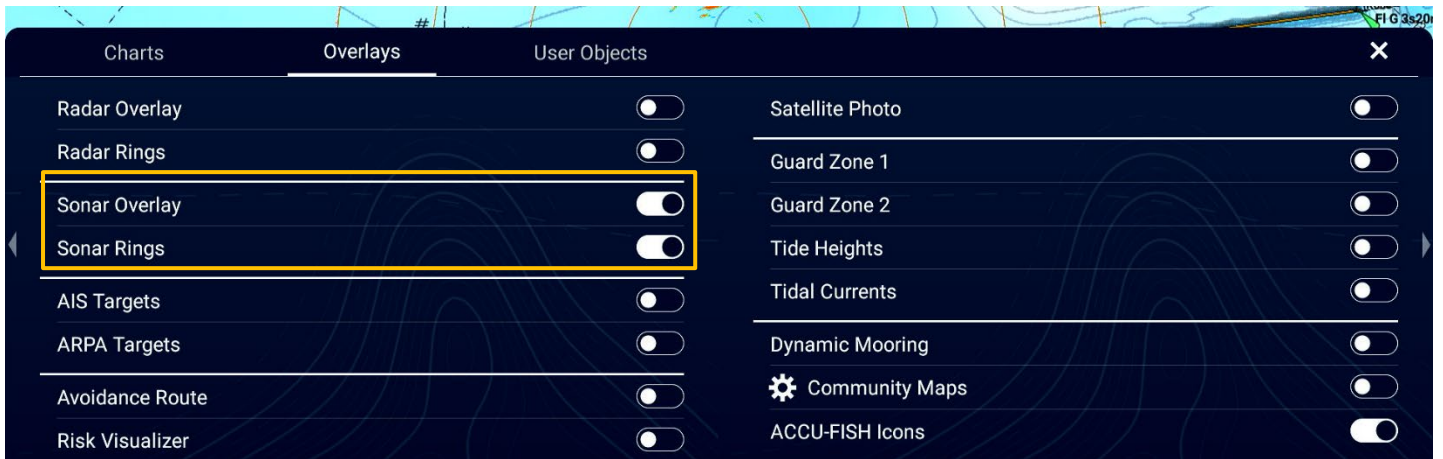 #
Fl G 3s20
Charts
Overlays
User Objects
Radar Overlay
Radar Rings
Sonar Overlay
Sonar Rings
AIS Targets
ARPA Targets
Avoidance Route
Risk Visualizer
Satellite Photo
Guard Zone 1
Guard Zone 2
Tide Heights
Tidal Currents
Dynamic Mooring
Community Maps
ACCU-FISH Icons